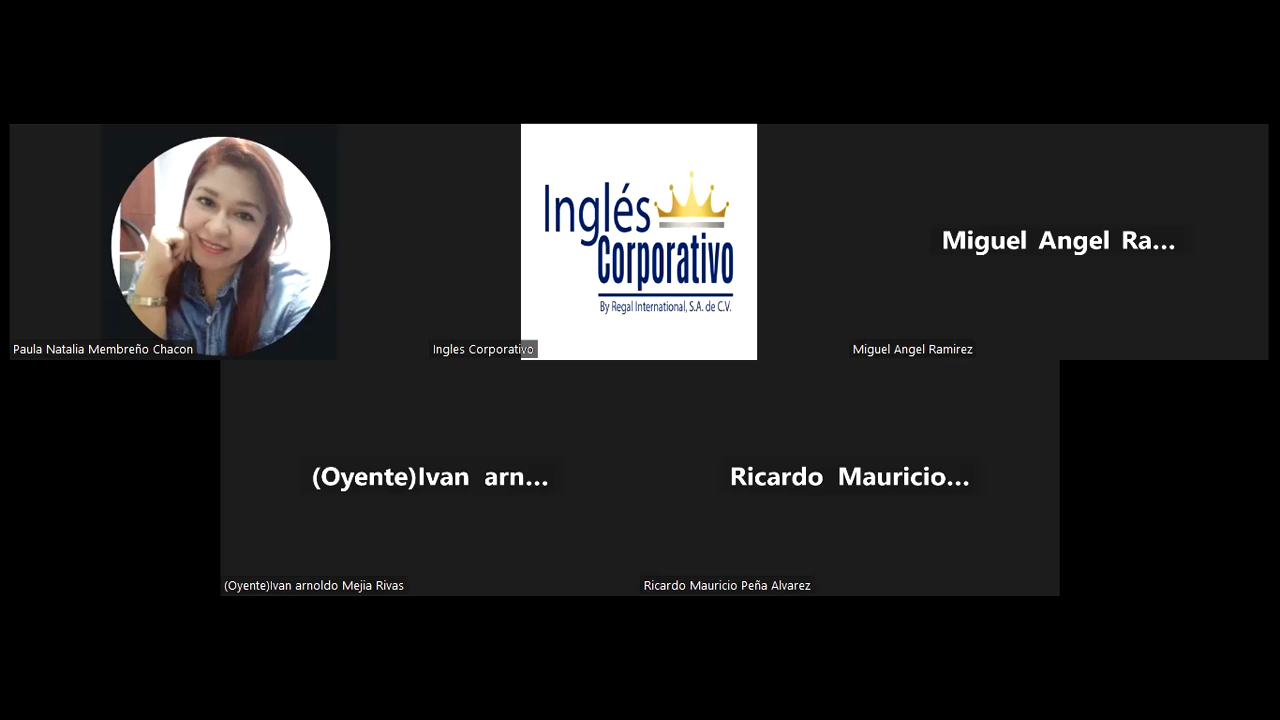 Inglés
Corporativo
By Regal International, S.A. de C.V.
Miguel Angel Ra...
Paula Natalia Membreño Chacon
Ingles Corporativo
Miguel Angel Ramirez
(Oyente)Ivan arn...
Ricardo Mauricio...
(Oyente)Ivan arnoldo Mejia Rivas
Ricardo Mauricio Peña Alvarez